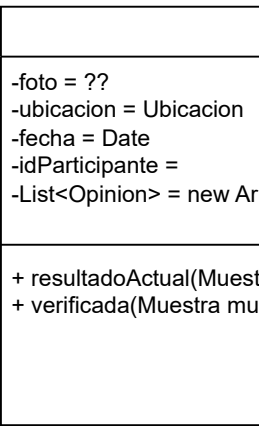 -foto = ??
-ubicacion = Ubicacion
-fecha = Date
-idParticipante =
-List<Opinion> = new Ar
+ resultadoActual(Muest
+ verificada(Muestra mu